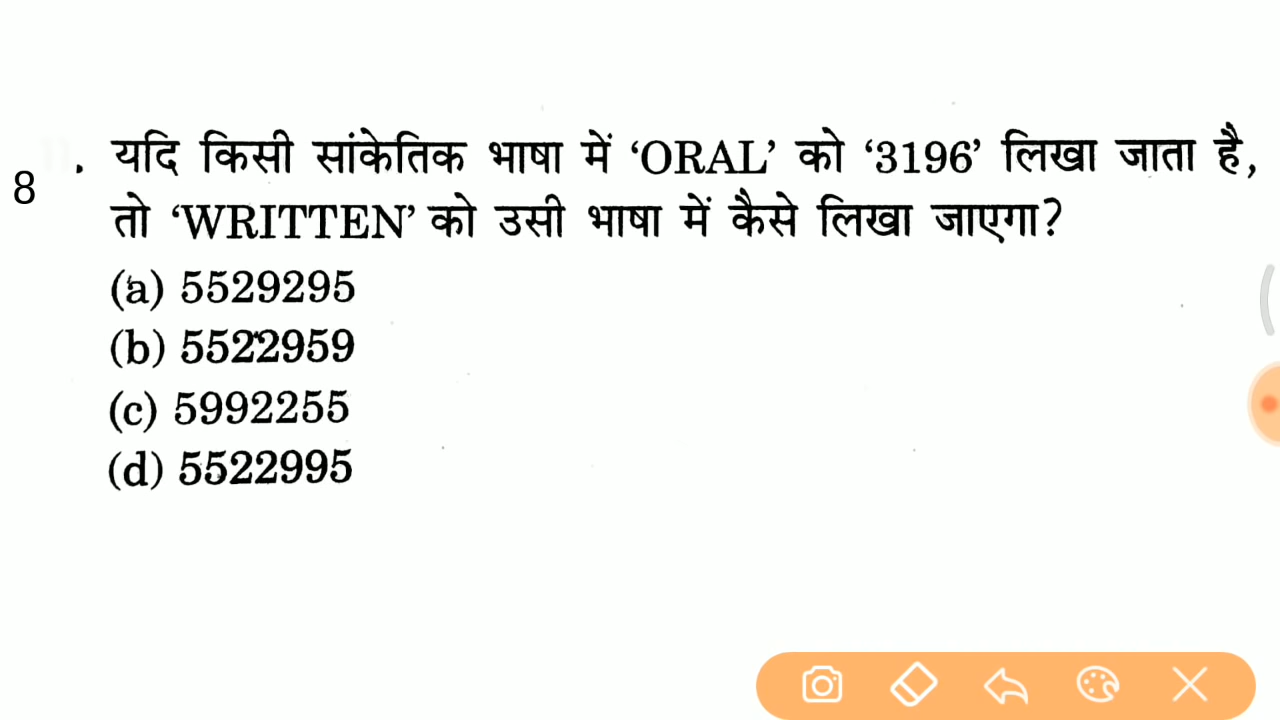 8. यदि किसी सांकेतिक भाषा में ‘ORAL’ को ‘3196’ लिखा जाता है,
तो ‘WRITTEN’ को उसी भाषा में कैसे लिखा जाएगा?
(a) 5529295
(b) 5522959
(c) 5992255
(d) 5522995